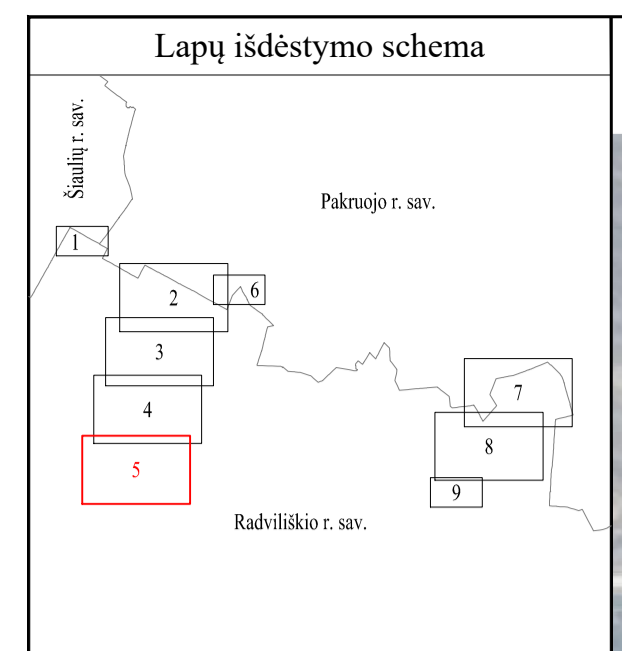 Lapų išdėstymo schema
Šiaulių r. sav.
Pakruojo r. sav.
1
2
6
3
7
4
8
5
9
Radviliškio r. sav.